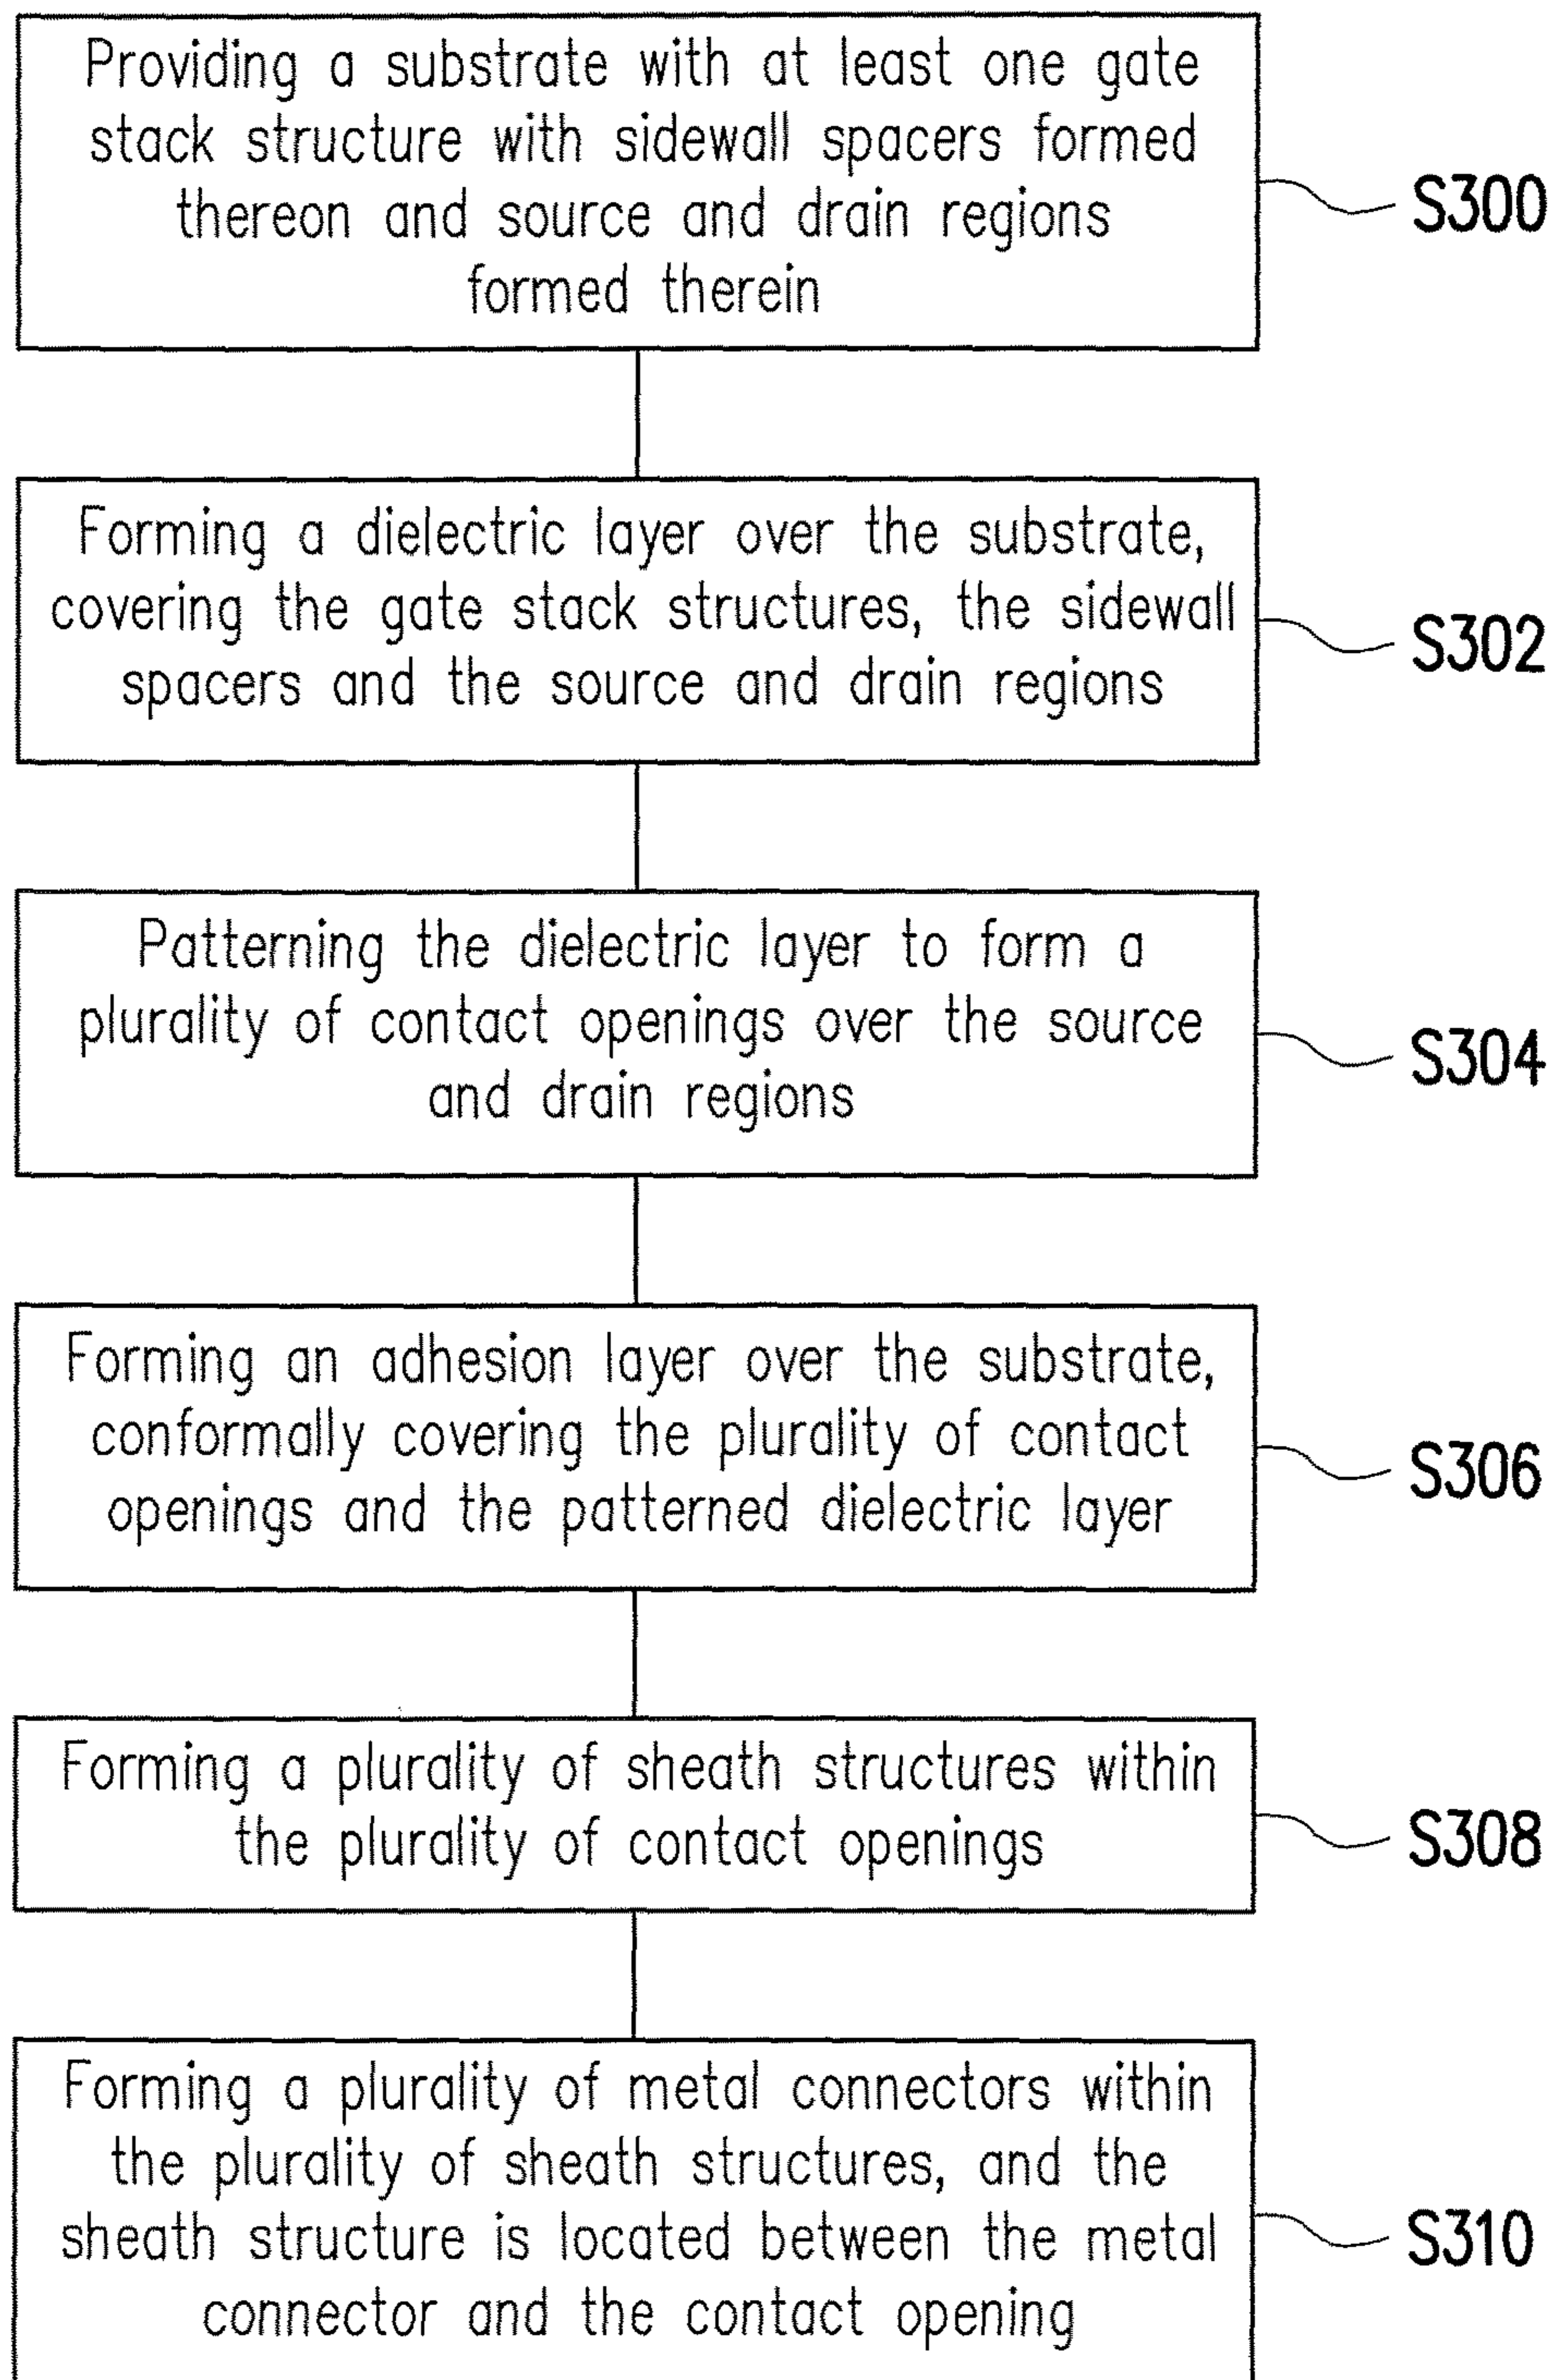 Providing a substrate with at least one gate
stack structure with sidewall spacers formed
thereon and source and drain regions
formed therein
S300
Forming a dielectric layer over the substrate,
covering the gate stack structures, the sidewall
spacers and the source and drain regions
S302
Patterning the dielectric layer to form a
plurality of contact openings over the source
and drain regions
S304
Forming an adhesion layer over the substrate,
conformally covering the plurality of contact
openings and the patterned dielectric layer
S306
Forming a plurality of sheath structures within
the plurality of contact openings
S308
Forming a plurality of metal connectors within
the plurality of sheath structures, and the
sheath structure is located between the metal
connector and the contact opening
S310